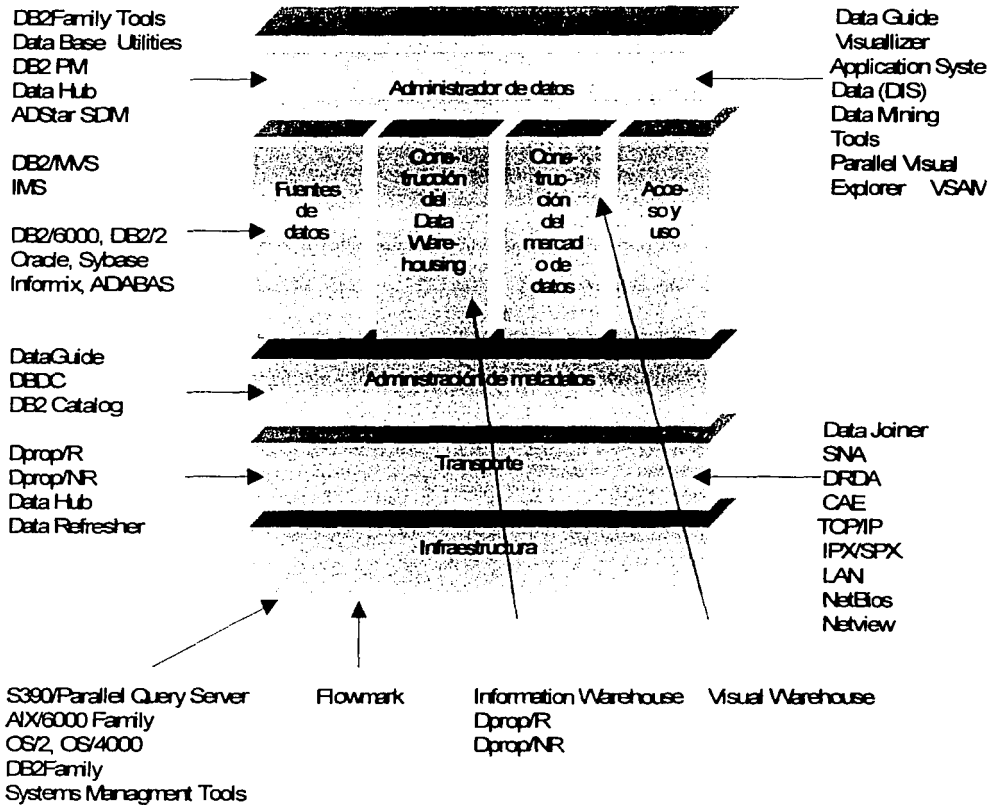 DB2Family Tools
Data Base Utilities
DB2 PM
Data Hub
ADStar SDM
Data Guide
Visuallizer
Application Syste
Data (DIS)
Data Mining
Tools
Parallel Visual
Explorer VSAM
Administrador de datos
DB2/MVS
IMS
DB2/6000, DB2/2
Oracle, Sybase
Informix, ADABAS
Fuentes
de
datos
Cons-
trucción
del
Data
Ware-
housing
Cons-
truc-
ción
del
mercad
o de
datos
Acce-
so y
uso
DataGuide
DBDC
DB2 Catalog
Administración de metadatos
Dprop/R
Dprop/NR
Data Hub
Data Refresher
Transporte
Data Joiner
SNA
DRDA
CAE
TCP/IP
IPX/SPX
LAN
NetBios
Netview
Infraestructura
S390/Parallel Query Server
AIX/6000 Family
OS/2, OS/4000
DB2Family
Systems Managment Tools
Flowmark
Information Warehouse
Dprop/R
Dprop/NR
Visual Warehouse